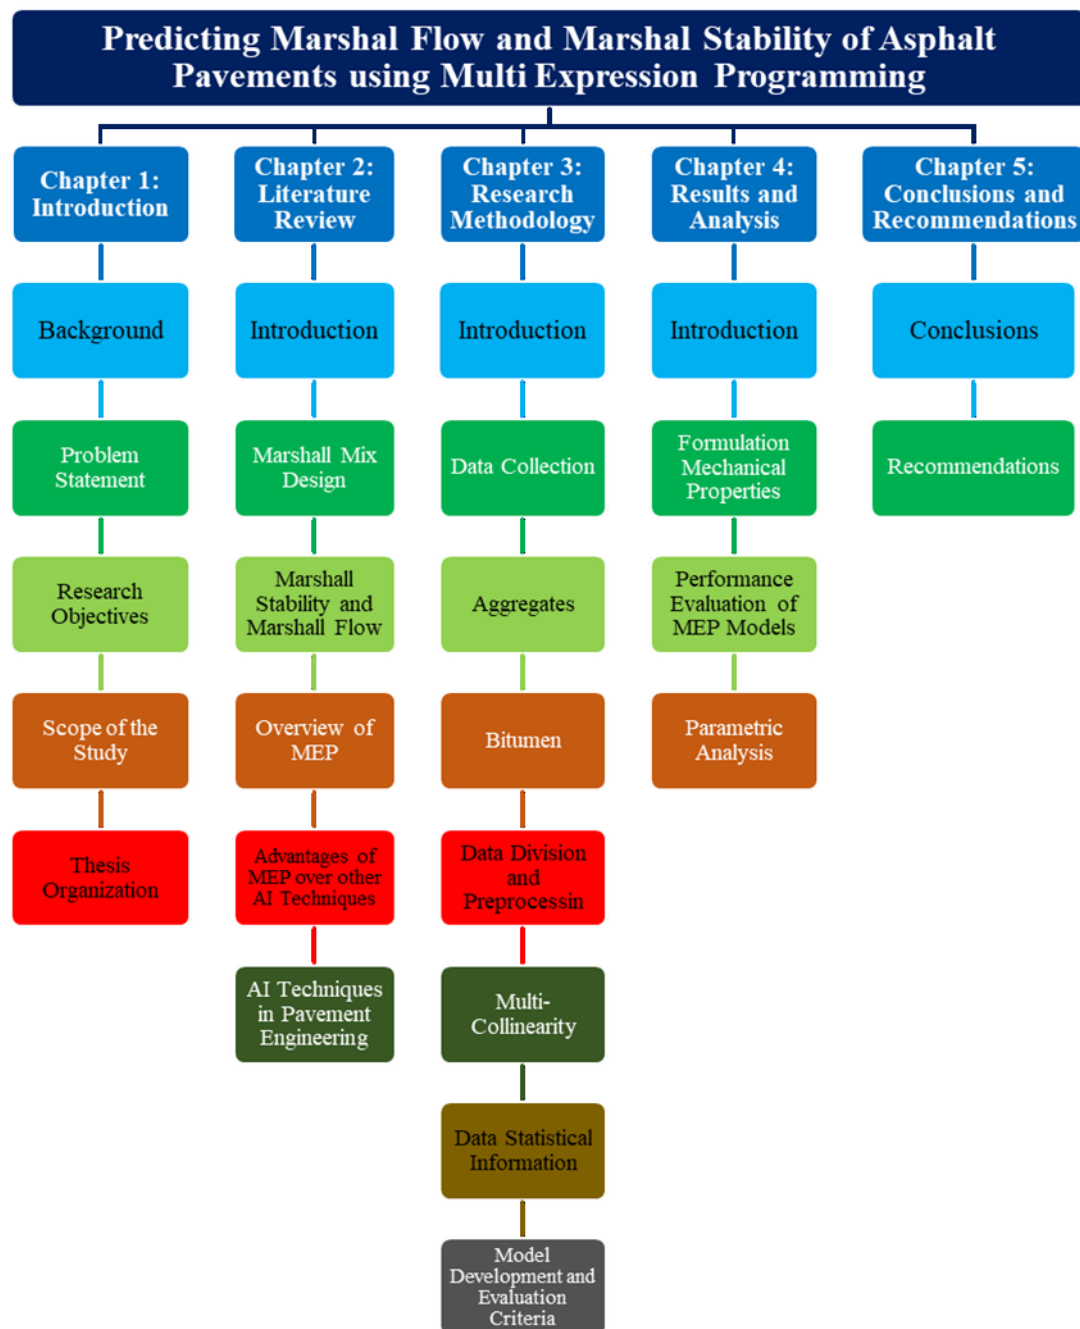 Predicting Marshal Flow and Marshal Stability of Asphalt
Pavements using Multi Expression Programming
Chapter 1:
Introduction
Background
Problem
Statement
Research
Objectives
Scope of the
Study
Thesis
Organization
Chapter 2:
Literature
Review
Introduction
Marshall Mix
Design
Marshall
Stability and
Marshall Flow
Overview of
MEP
Advantages of
MEP over other
AI Techniques
AI Techniques
in Pavement
Engineering
Chapter 3:
Research
Methodology
Introduction
Data Collection
Aggregates
Bitumen
Data Division
and
Preprocessin
Multi-
Collinearity
Data Statistical
Information
Model
Development and
Evaluation
Criteria
Chapter 4:
Results and
Analysis
Introduction
Formulation
Mechanical
Properties
Performance
Evaluation of
MEP Models
Parametric
Analysis
Chapter 5:
Conclusions and
Recommendations
Conclusions
Recommendations